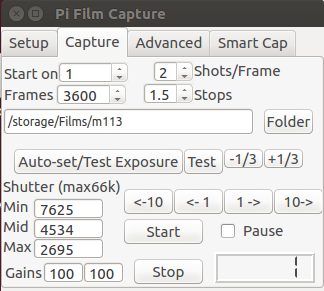 Pi Film Capture
Setup Capture Advanced Smart Cap
Start on 1 2 Shots/Frame
Frames 3600 1.5 Stops
/storage/Films/m113 Folder
Auto-set/Test Exposure Test -1/3 +1/3
Shutter (max66k)
Min 7625 <-10 <- 1 1 -> 10->
Mid 4534
Max 2695 Start Pause
Gains 100 100 Stop 1